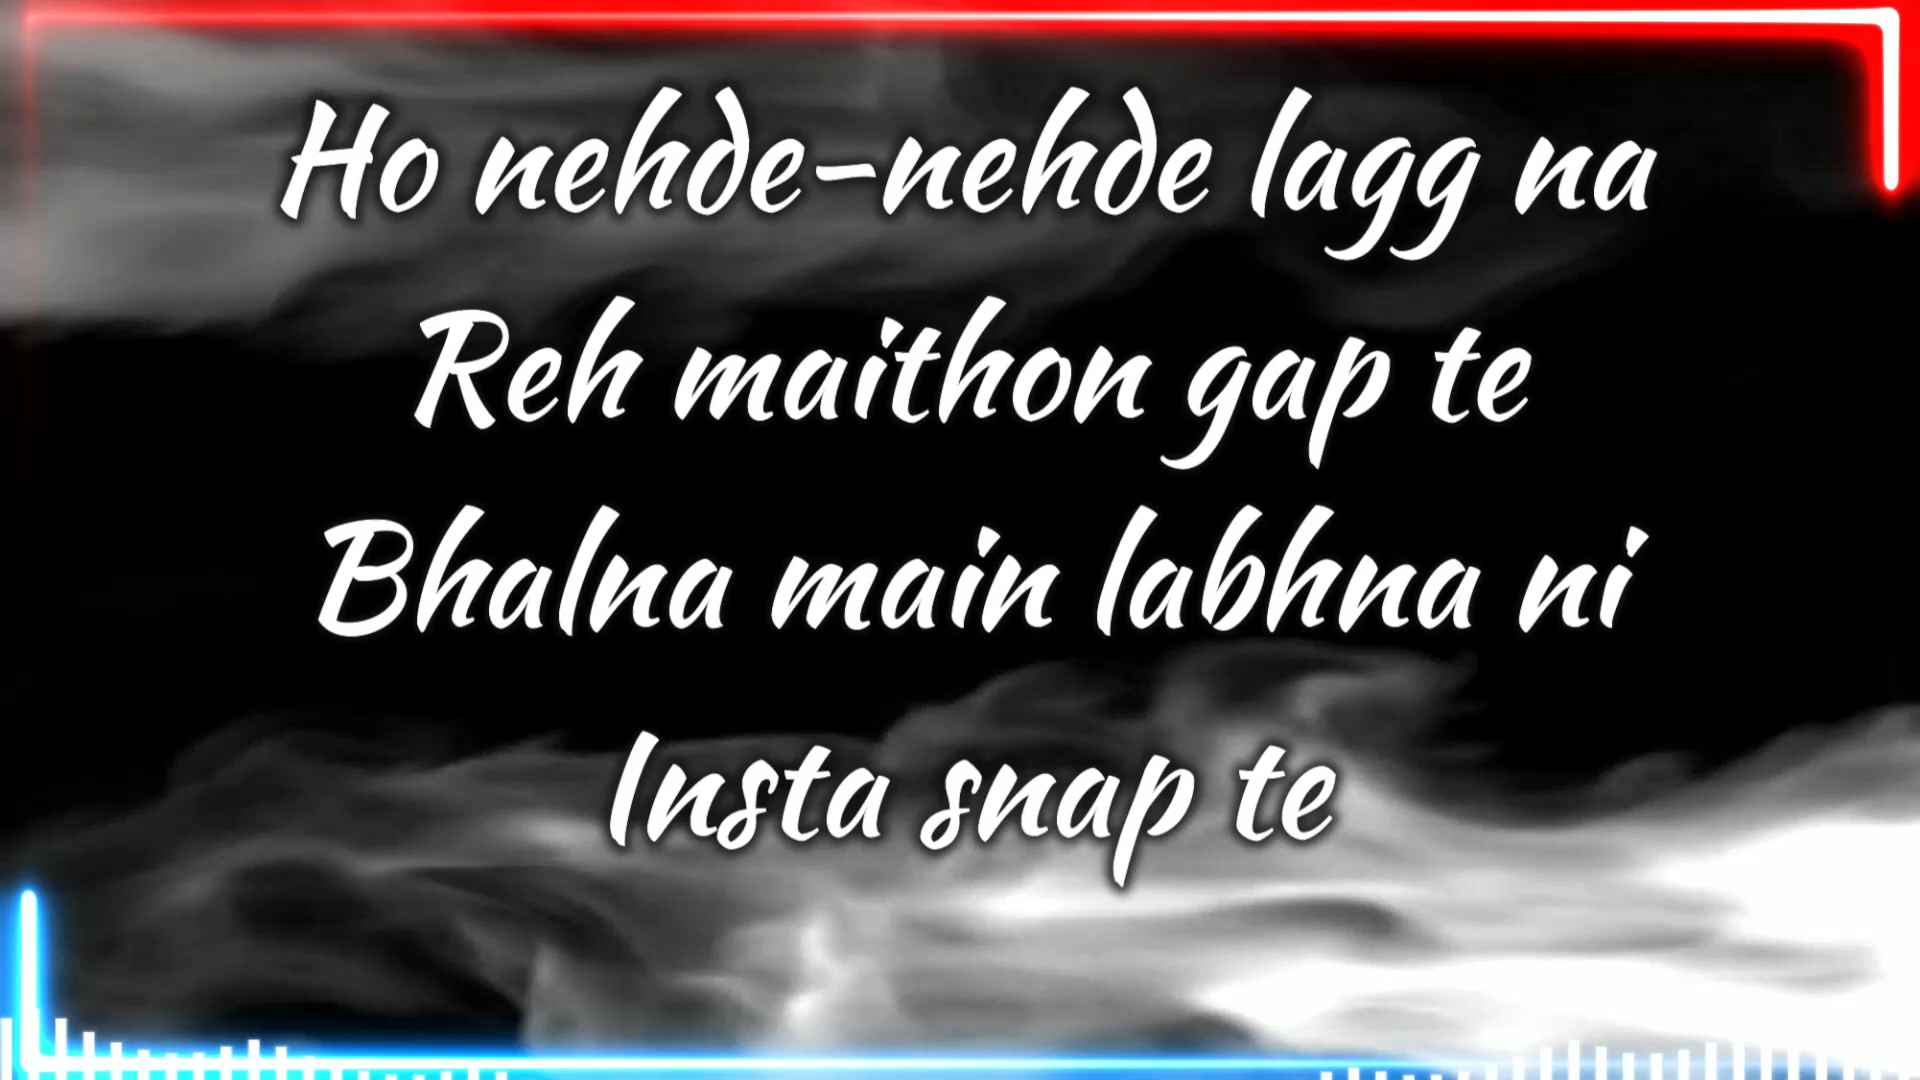 Ho nehde-nehde lagg na
Reh maithon gap te
Bhalna main labhna ni
Insta snap te